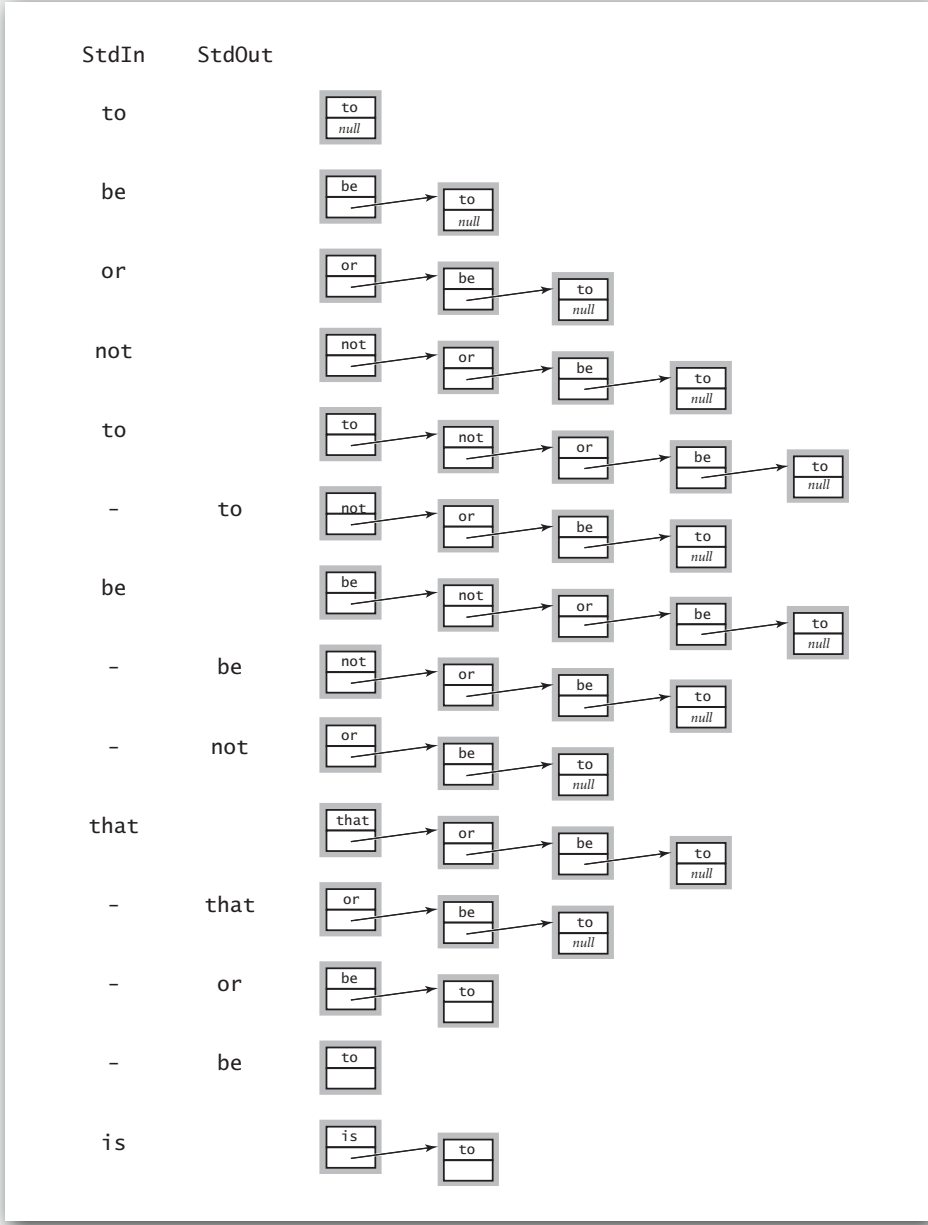 StdIn StdOut
to to
null
be be to
null
or or be to
null
not not or be to
null
to to not or be to
null
- to not or be to
null
be be not or be to
null
- be not or be to
null
- not or be to
null
that that or be to
null
- that or be to
null
- or be to
- be to
is is to